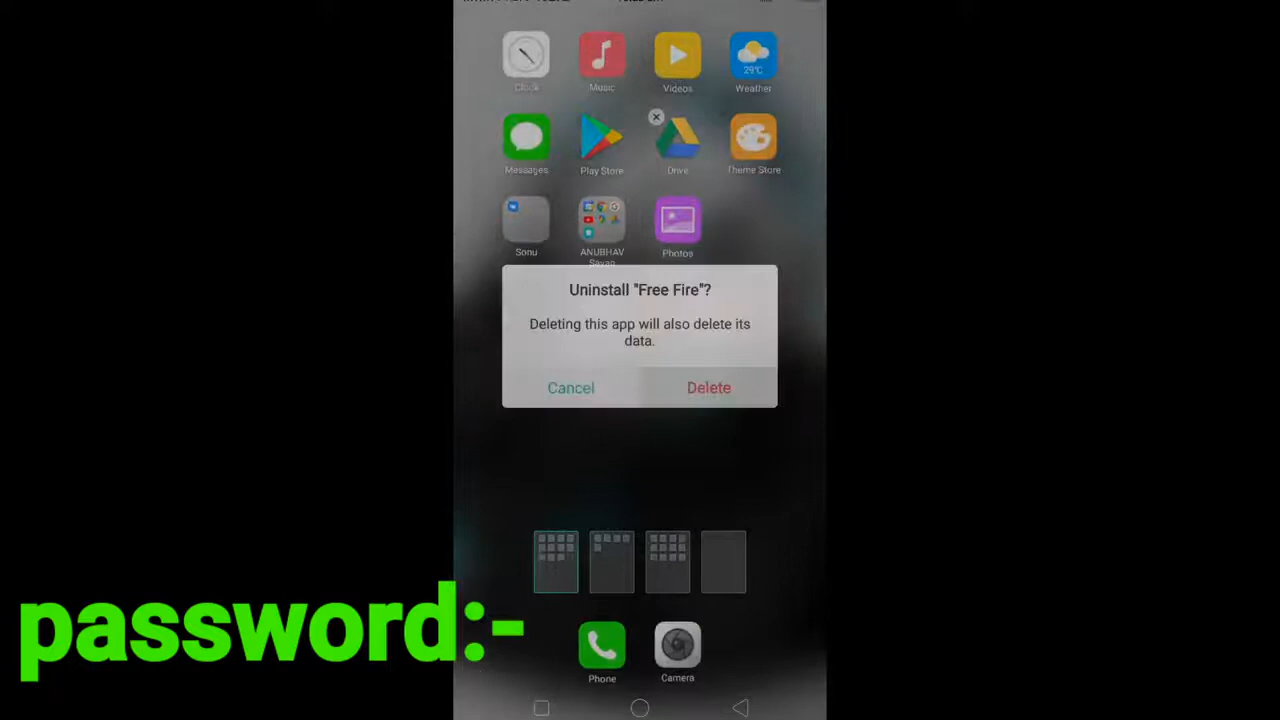 Clock Music Videos Weather
29°C
Messages Play Store Drive Theme Store
Sonu ANUBHAV Photos
Sayan
Uninstall "Free Fire"?
Deleting this app will also delete its
data.
Cancel Delete
password:-
Phone Camera